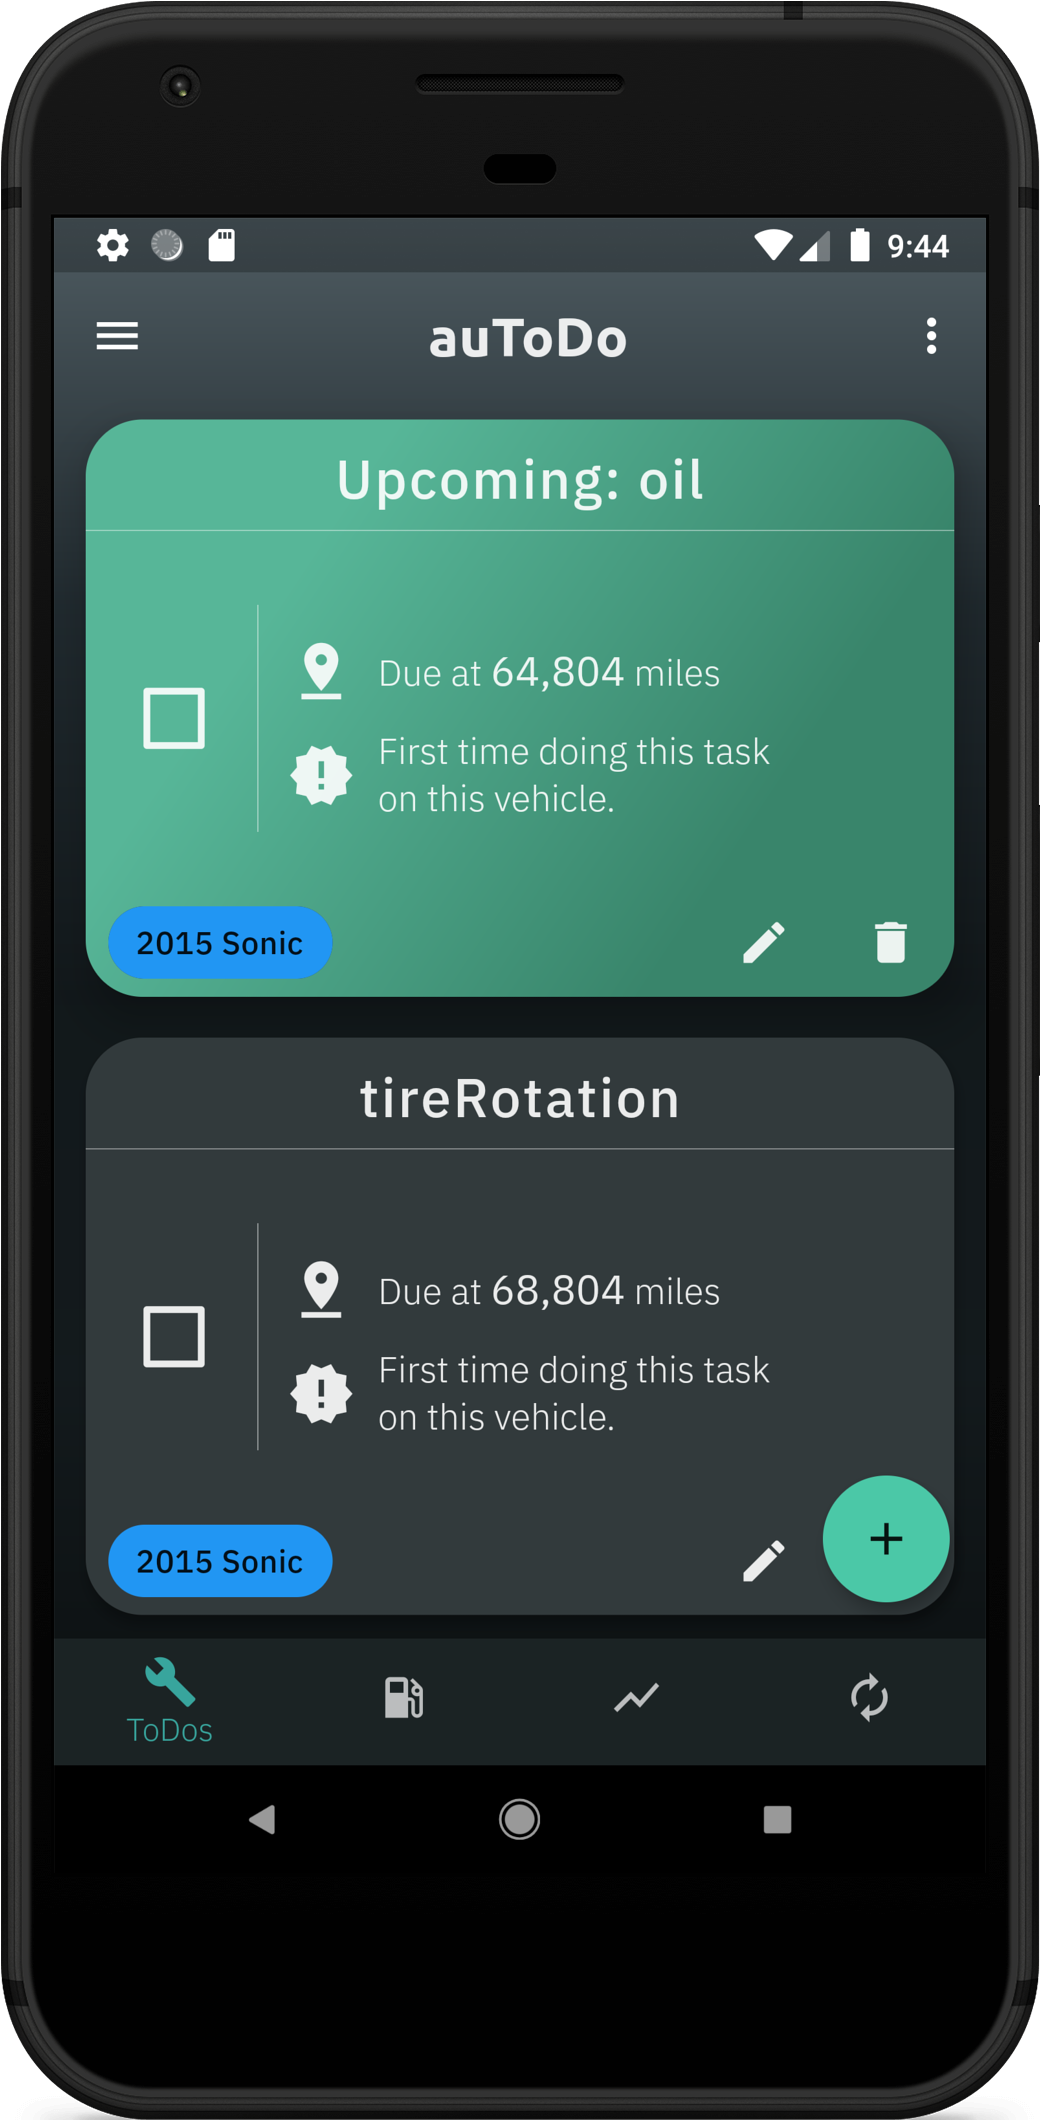 9:44
auToDo
Upcoming: oil
Due at 64,804 miles
First time doing this task
on this vehicle.
2015 Sonic
tireRotation
Due at 68,804 miles
First time doing this task
on this vehicle.
2015 Sonic
ToDos